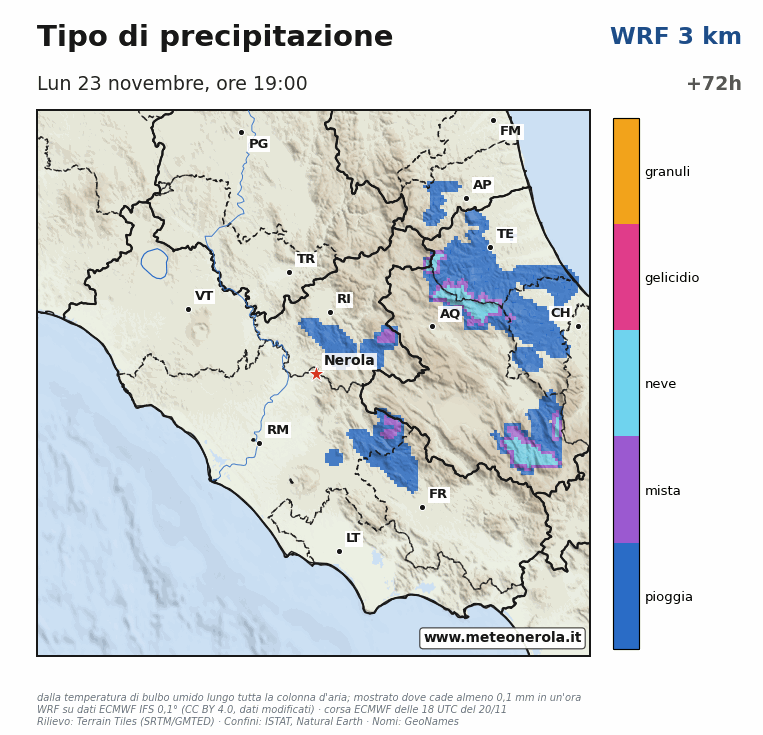 Tipo di precipitazione
WRF 3 km
Lun 23 novembre, ore 19:00
+72h
FM
PG
AP
TE
TR
RI
VT
AQ
CH
Nerola
RM
FR
LT
www.meteonerola.it
granuli
gelicidio
neve
mista
pioggia
dalla temperatura di bulbo umido lungo tutta la colonna d'aria; mostrato dove cade almeno 0,1 mm in un'ora
WRF su dati ECMWF IFS 0,1° (CC BY 4.0, dati modificati) · corsa ECMWF delle 18 UTC del 20/11
Rilievo: Terrain Tiles (SRTM/GMTED) · Confini: ISTAT, Natural Earth · Nomi: GeoNames